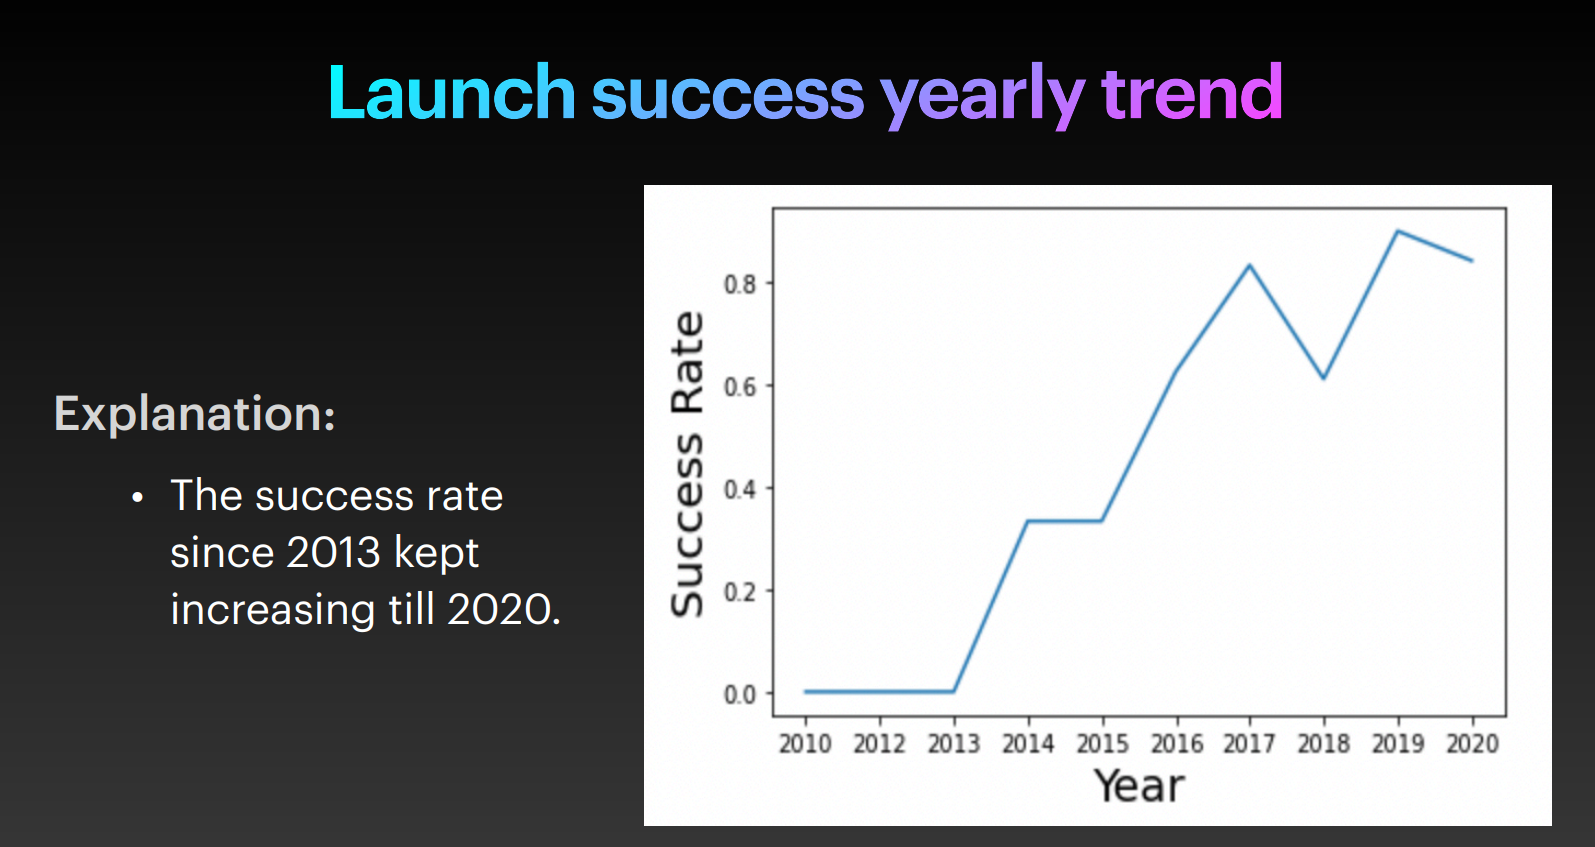 Launch success yearly trend
Explanation:
• The success rate
since 2013 kept
increasing till 2020.
Success Rate
0.8
0.6
0.4
0.2
0.0
2010 2012 2013 2014 2015 2016 2017 2018 2019 2020
Year